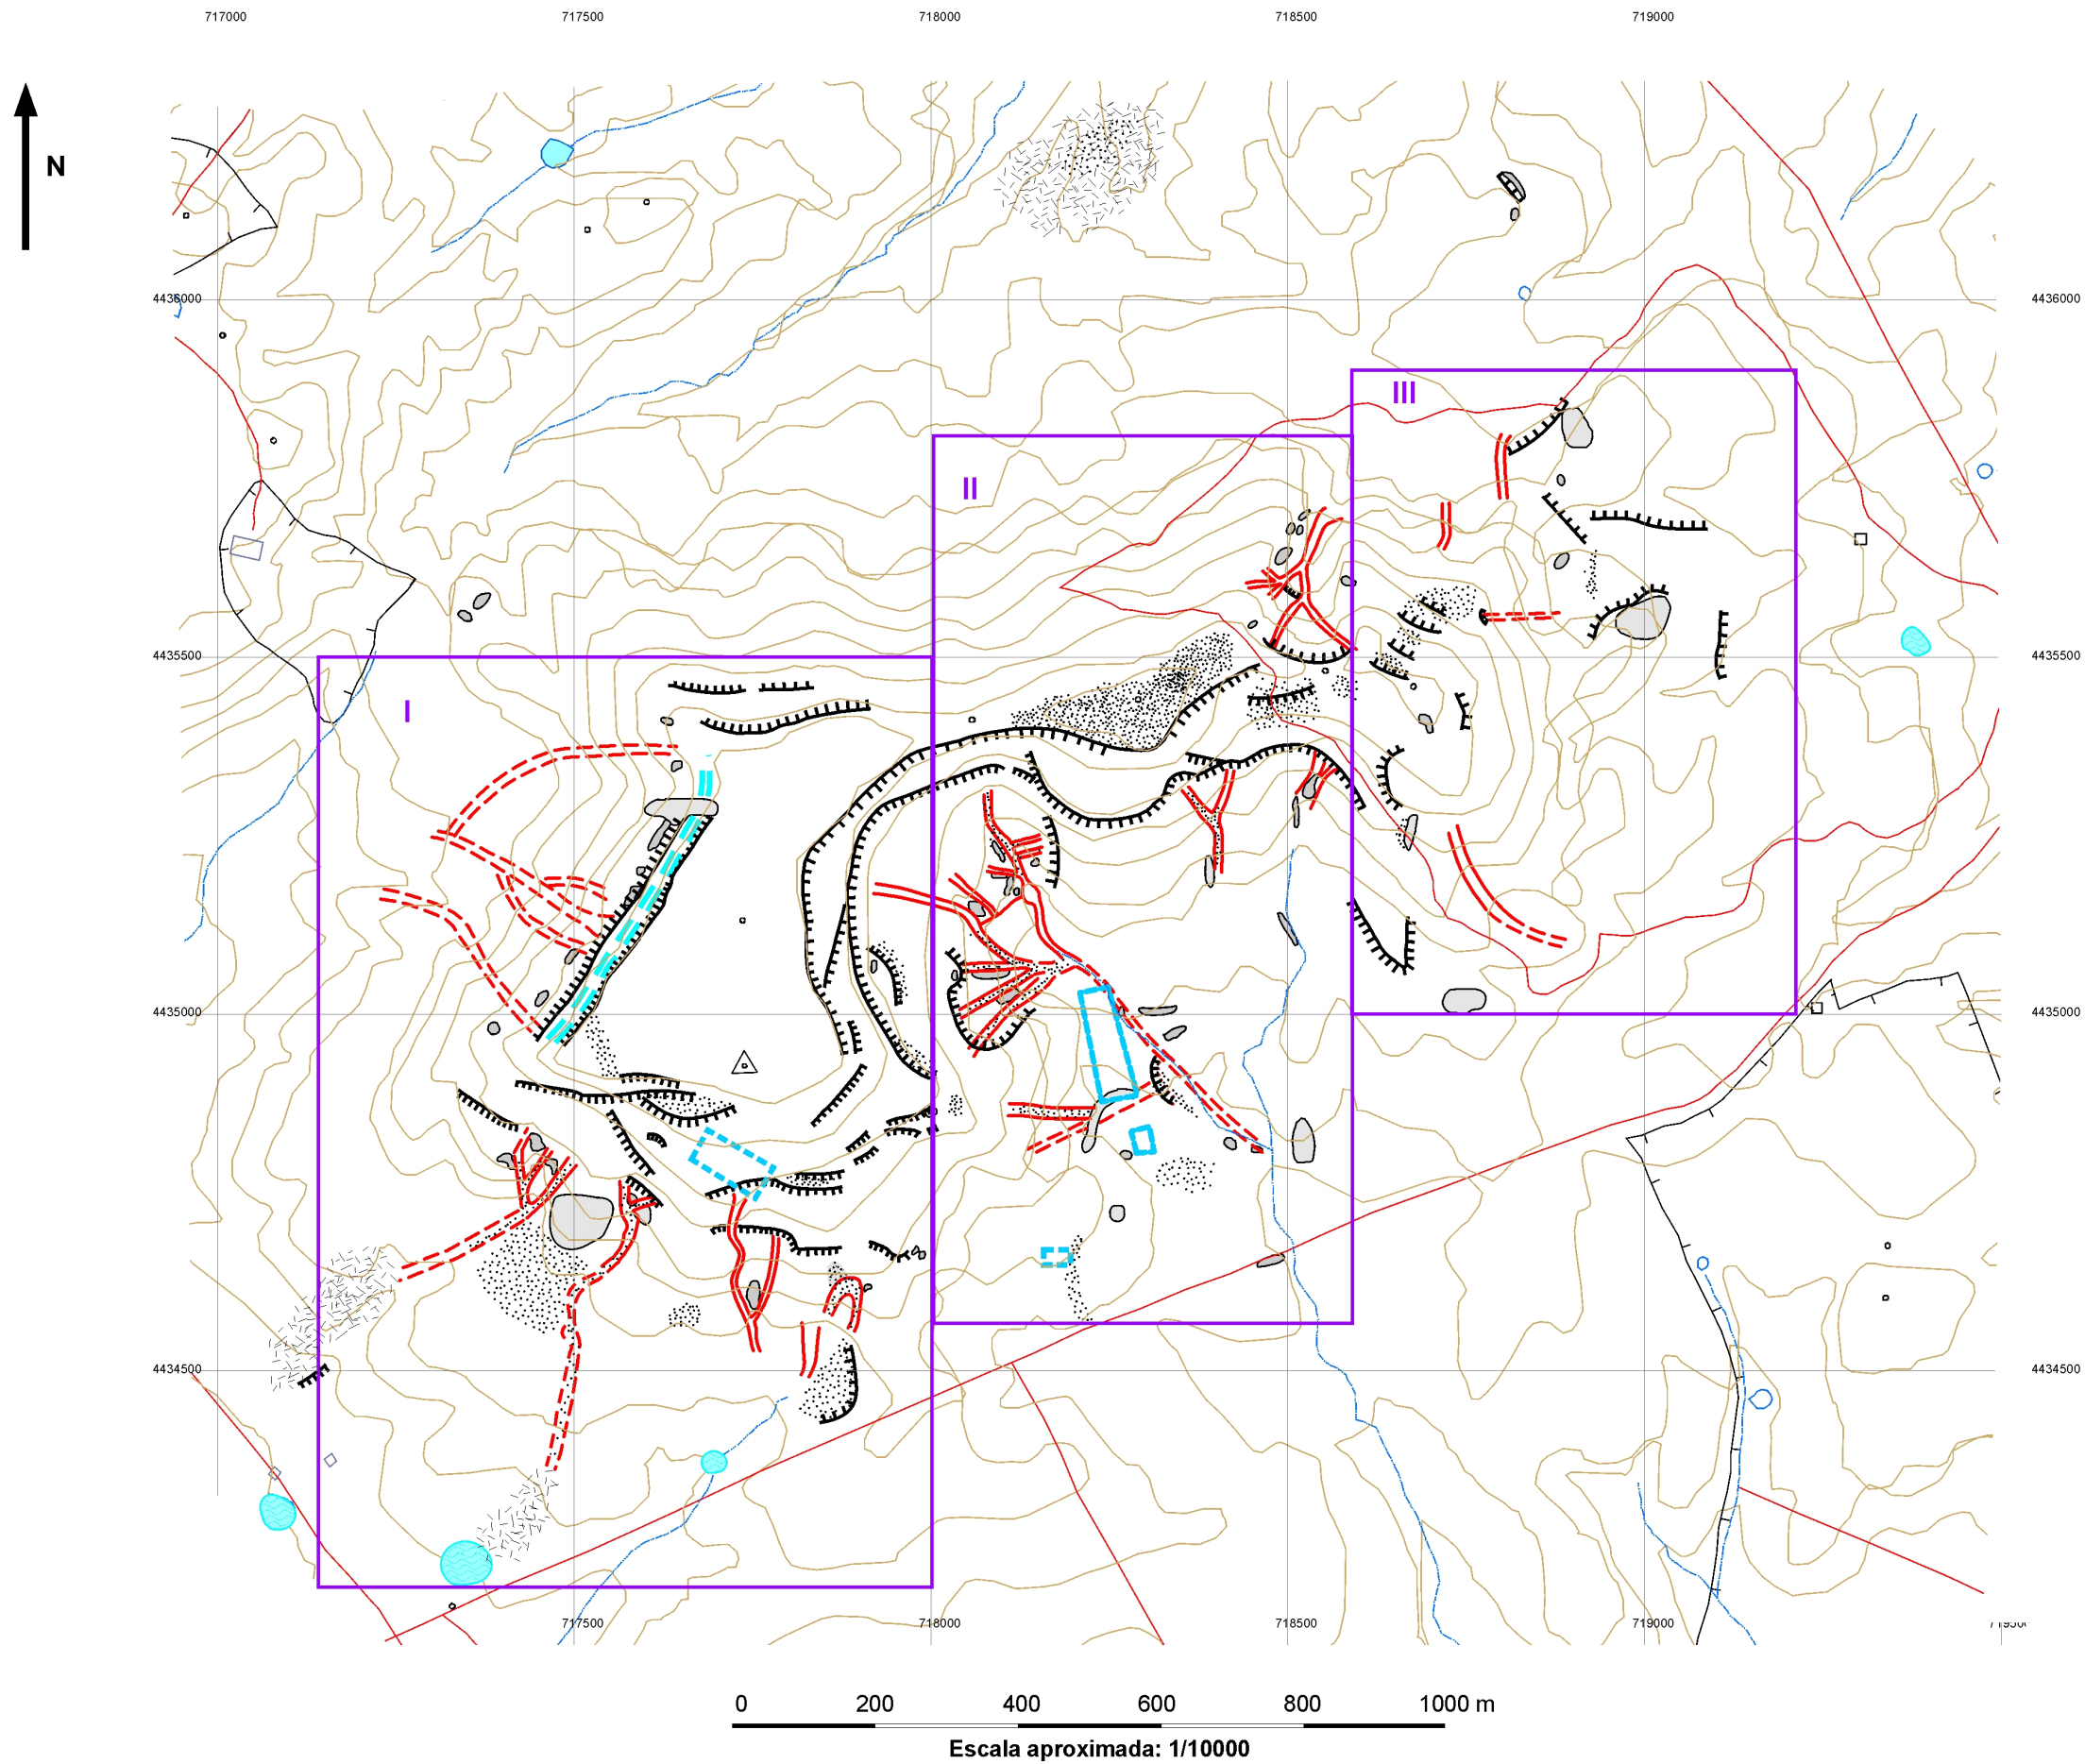 717000 717500 718000 718500 719000
N
4436000 4436000
III
II
4435500 4435500
I
4435000 4435000
4434500 4434500
717500 718000 718500 719000
0 200 400 600 800 1000 m
Escala aproximada: 1/10000